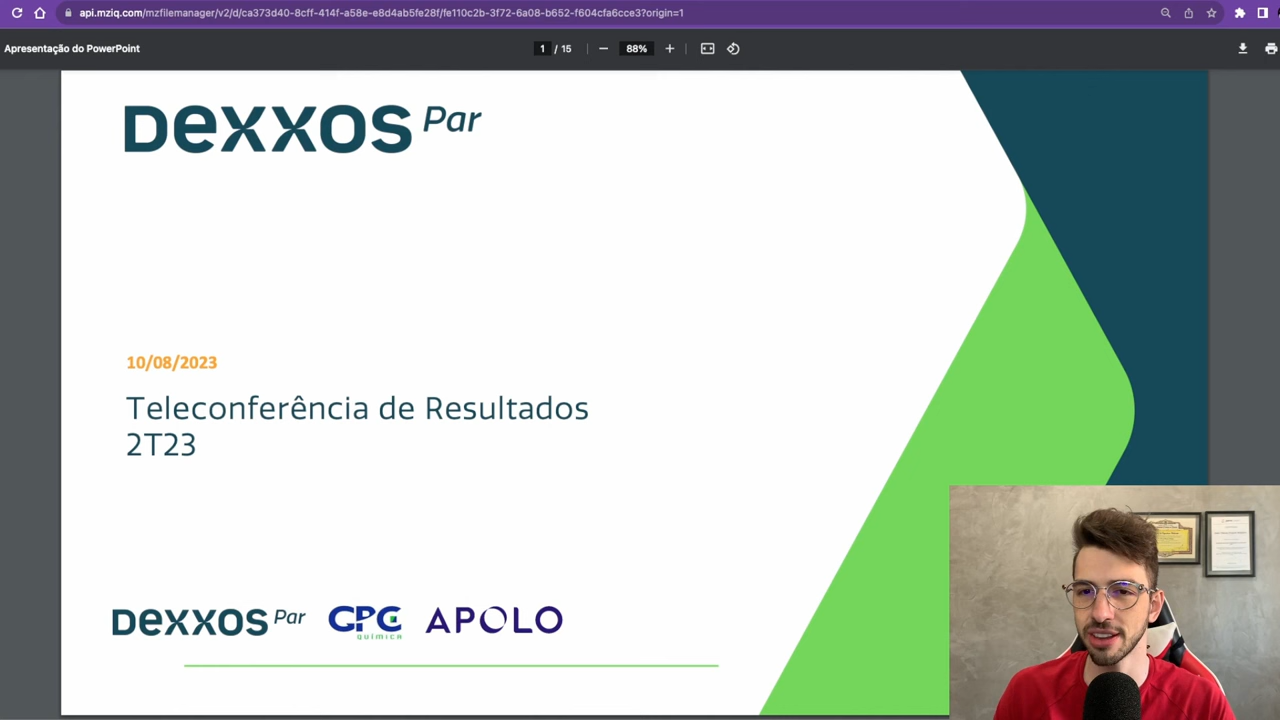 api.mziq.com/mzfilemanager/v2/d/ca373d40-8cff-414f-a58e-e8d4ab5fe28f/fe110c2b-3f72-6a08-b652-f604cfa6cce3?origin=1
Apresentação do PowerPoint
1 / 15
88%
Dexxos Par
10/08/2023
Teleconferência de Resultados
2T23
Dexxos Par
GPC
química
APOLO